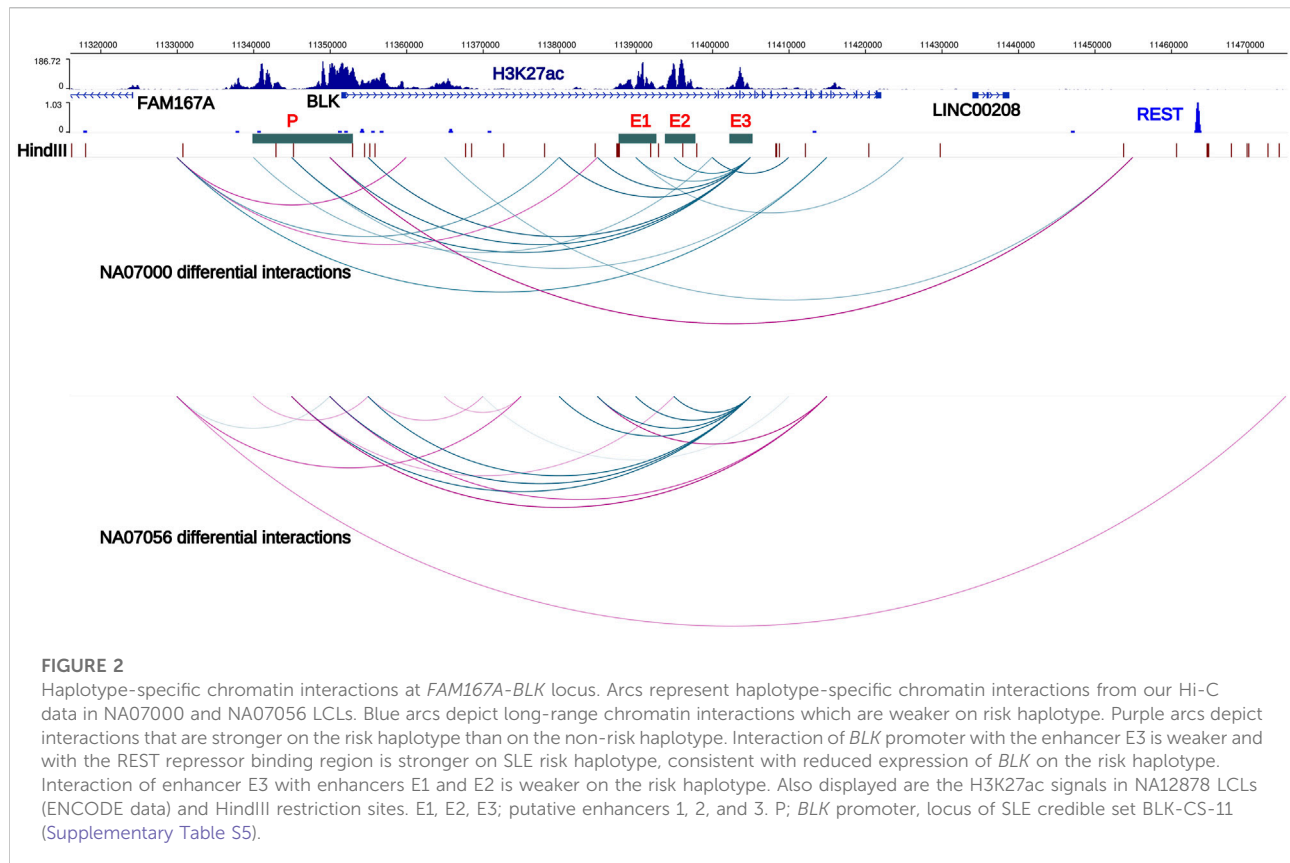 11320000 11330000 11340000 11350000 11360000 11370000 11380000 11390000 11400000 11410000 11420000 11430000 11440000 11450000 11460000 11470000
186.72
H3K27ac
0
FAM167A
BLK
LINC00208
1.03
REST
P
E1
E2
E3
0
HindIII
NA07000 differential interactions
NA07056 differential interactions
FIGURE 2
Haplotype-specific chromatin interactions at FAM167A-BLK locus. Arcs represent haplotype-specific chromatin interactions from our Hi-C
data in NA07000 and NA07056 LCLs. Blue arcs depict long-range chromatin interactions which are weaker on risk haplotype. Purple arcs depict
interactions that are stronger on the risk haplotype than on the non-risk haplotype. Interaction of BLK promoter with the enhancer E3 is weaker and
with the REST repressor binding region is stronger on SLE risk haplotype, consistent with reduced expression of BLK on the risk haplotype.
Interaction of enhancer E3 with enhancers E1 and E2 is weaker on the risk haplotype. Also displayed are the H3K27ac signals in NA12878 LCLs
(ENCODE data) and HindIII restriction sites. E1, E2, E3; putative enhancers 1, 2, and 3. P; BLK promoter, locus of SLE credible set BLK-CS-11
(Supplementary Table S5).